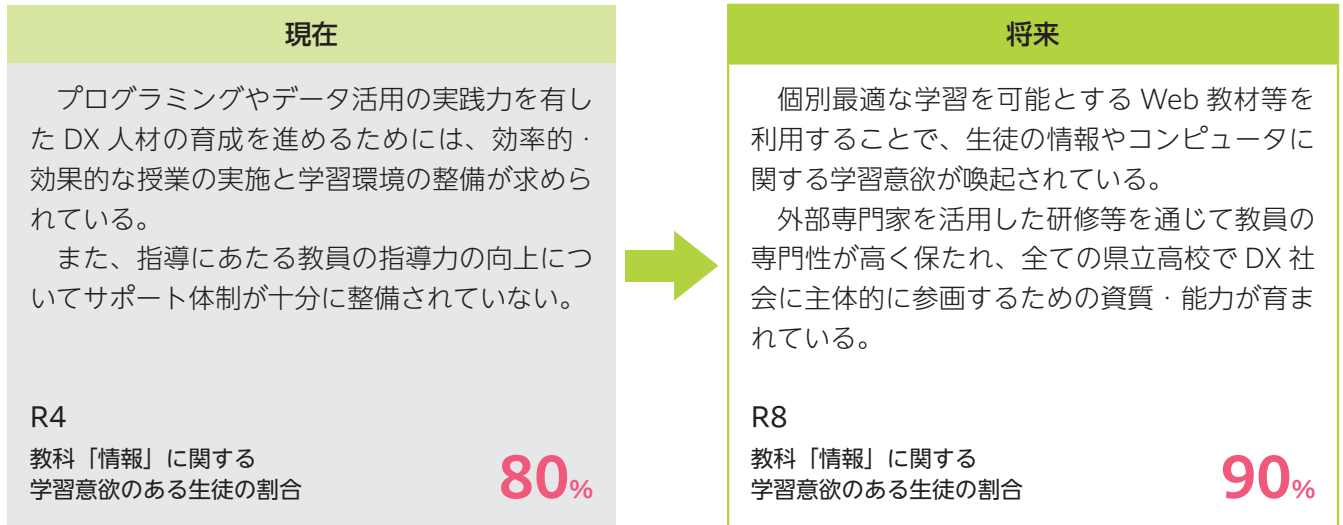 現在
　プログラミングやデータ活用の実践力を有し
た DX 人材の育成を進めるためには、効率的・
効果的な授業の実施と学習環境の整備が求めら
れている。
　また、指導にあたる教員の指導力の向上につ
いてサポート体制が十分に整備されていない。
R4
教科「情報」に関する
学習意欲のある生徒の割合
80%
将来
　個別最適な学習を可能とする Web 教材等を
利用することで、生徒の情報やコンピュータに
関する学習意欲が喚起されている。
　外部専門家を活用した研修等を通じて教員の
専門性が高く保たれ、全ての県立高校で DX 社
会に主体的に参画するための資質・能力が育ま
れている。
R8
教科「情報」に関する
学習意欲のある生徒の割合
90%